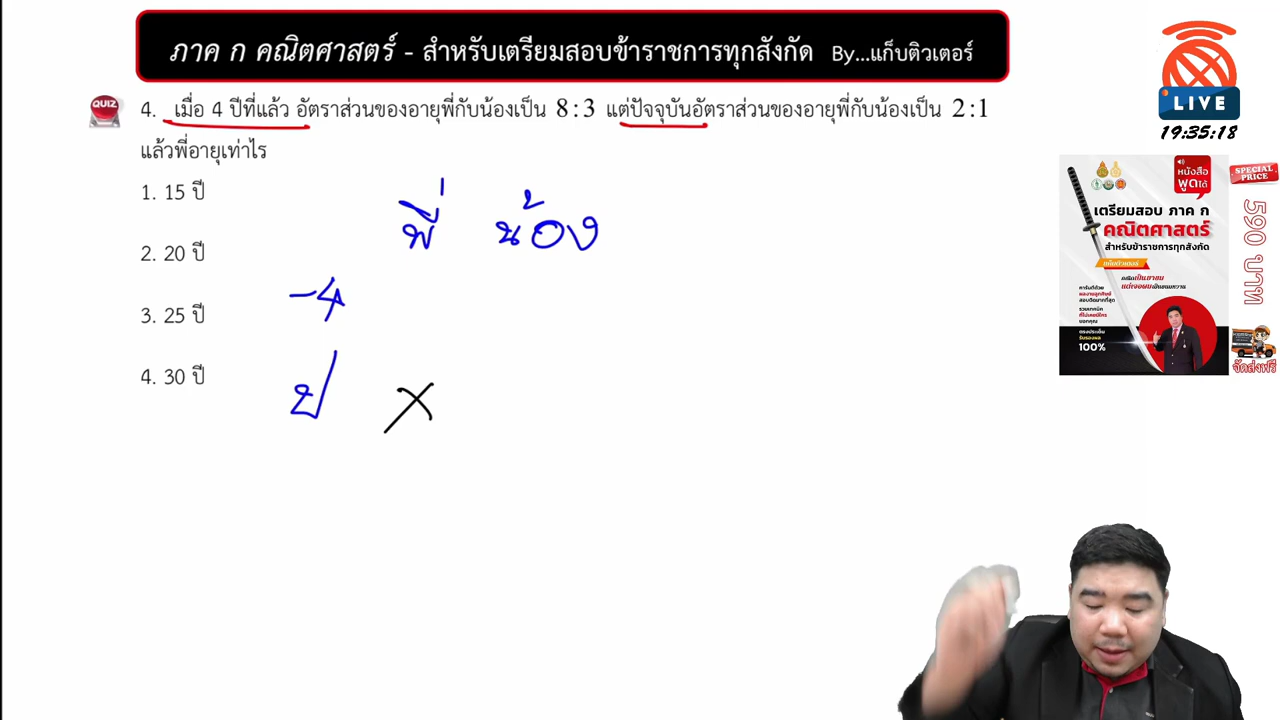 ภาค ก คณิตศาสตร์ - สำหรับเตรียมสอบข้าราชการทุกสังกัด By...แก็บติวเตอร์
LIVE
19:35:18
QUIZ
4. เมื่อ 4 ปีที่แล้ว อัตราส่วนของอายุพี่กับน้องเป็น 8:3 แต่ปัจจุบันอัตราส่วนของอายุพี่กับน้องเป็น 2:1
แล้วพี่อายุเท่าไร
1. 15 ปี
2. 20 ปี
3. 25 ปี
4. 30 ปี
พี่ น้อง
-4
ป X
หนังสือ
พูดได้
เตรียมสอบ ภาค ก
คณิตศาสตร์
สำหรับข้าราชการทุกสังกัด
แก็บติวเตอร์
100%
SPECIAL
PRICE
590 บาท
จัดส่งฟรี